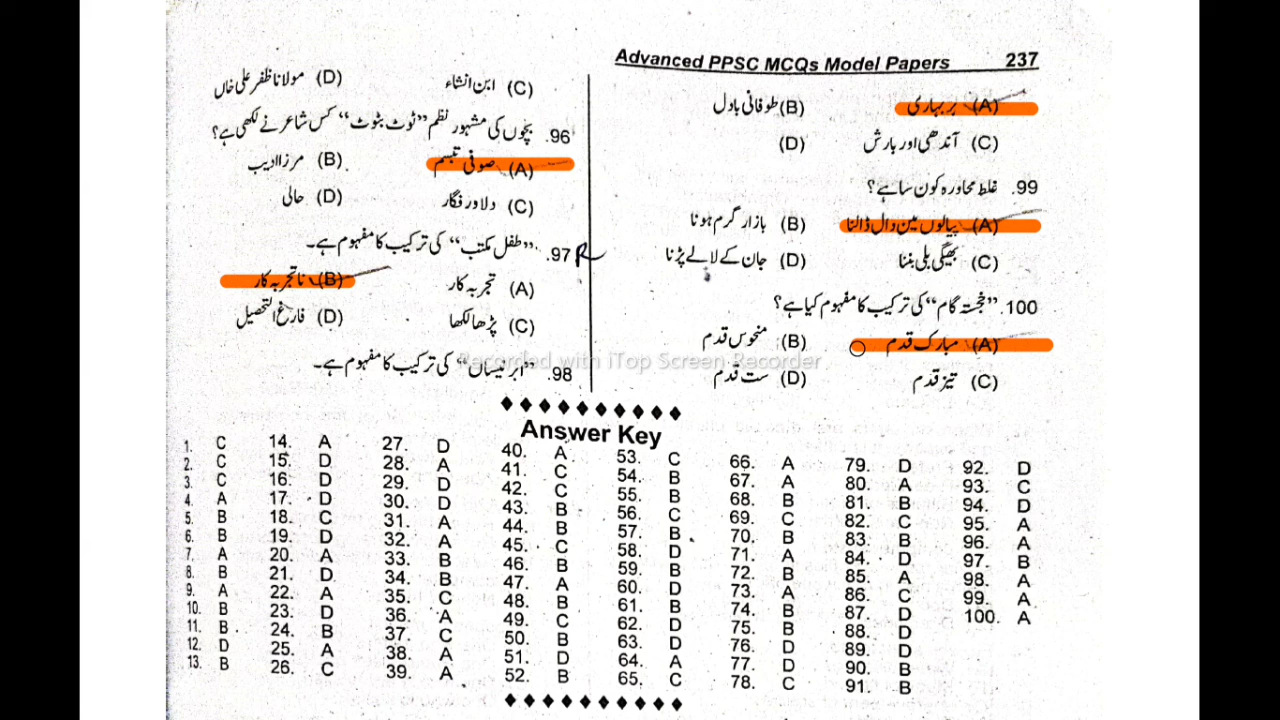 Advanced PPSC MCQs Model Papers 237
(C) ابن انشاء (D) مولانا ظفر علی خاں
96. بچوں کی مشہور نظم ”ٹوٹ بٹوٹ“ کس شاعر نے لکھی ہے؟
(A) صوفی تبسم (B) مرزا ادیب
(C) دلاور فگار (D) حالی
97. ”طفل مکتب“ کی ترکیب کا مفہوم ہے۔
(A) تجربہ کار (B) ناتجربہ کار
(C) پڑھا لکھا (D) فارغ التحصیل
98. ”ابر نیساں“ کی ترکیب کا مفہوم ہے۔
(A) بر بہاری (B) طوفانی بادل
(C) آندھی اور بارش (D)
99. غلط محاورہ کون سا ہے؟
(A) پیالوں مین دال ڈالنا (B) بازار گرم ہونا
(C) بھیگی بلی بننا (D) جان کے لالے پڑنا
100. ”خجستہ گام“ کی ترکیب کا مفہوم کیا ہے؟
(A) مبارک قدم (B) منحوس قدم
(C) تیز قدم (D) ست قدم
Recorded with iTop Screen Recorder
Answer Key
1. C 14. A 27. D 40. A 53. C 66. A 79. D 92. D
2. C 15. D 28. A 41. C 54. B 67. A 80. A 93. C
3. C 16. D 29. D 42. C 55. B 68. B 81. B 94. D
4. A 17. D 30. D 43. B 56. C 69. C 82. C 95. A
5. B 18. C 31. A 44. B 57. B 70. B 83. B 96. A
6. B 19. D 32. A 45. C 58. D 71. A 84. D 97. B
7. A 20. A 33. B 46. B 59. B 72. B 85. A 98. A
8. B 21. D 34. B 47. A 60. D 73. A 86. C 99. A
9. A 22. A 35. C 48. B 61. B 74. B 87. D 100. A
10. B 23. D 36. A 49. C 62. D 75. B 88. D
11. B 24. B 37. C 50. B 63. D 76. D 89. D
12. D 25. A 38. A 51. D 64. A 77. D 90. B
13. B 26. C 39. A 52. B 65. C 78. C 91. B